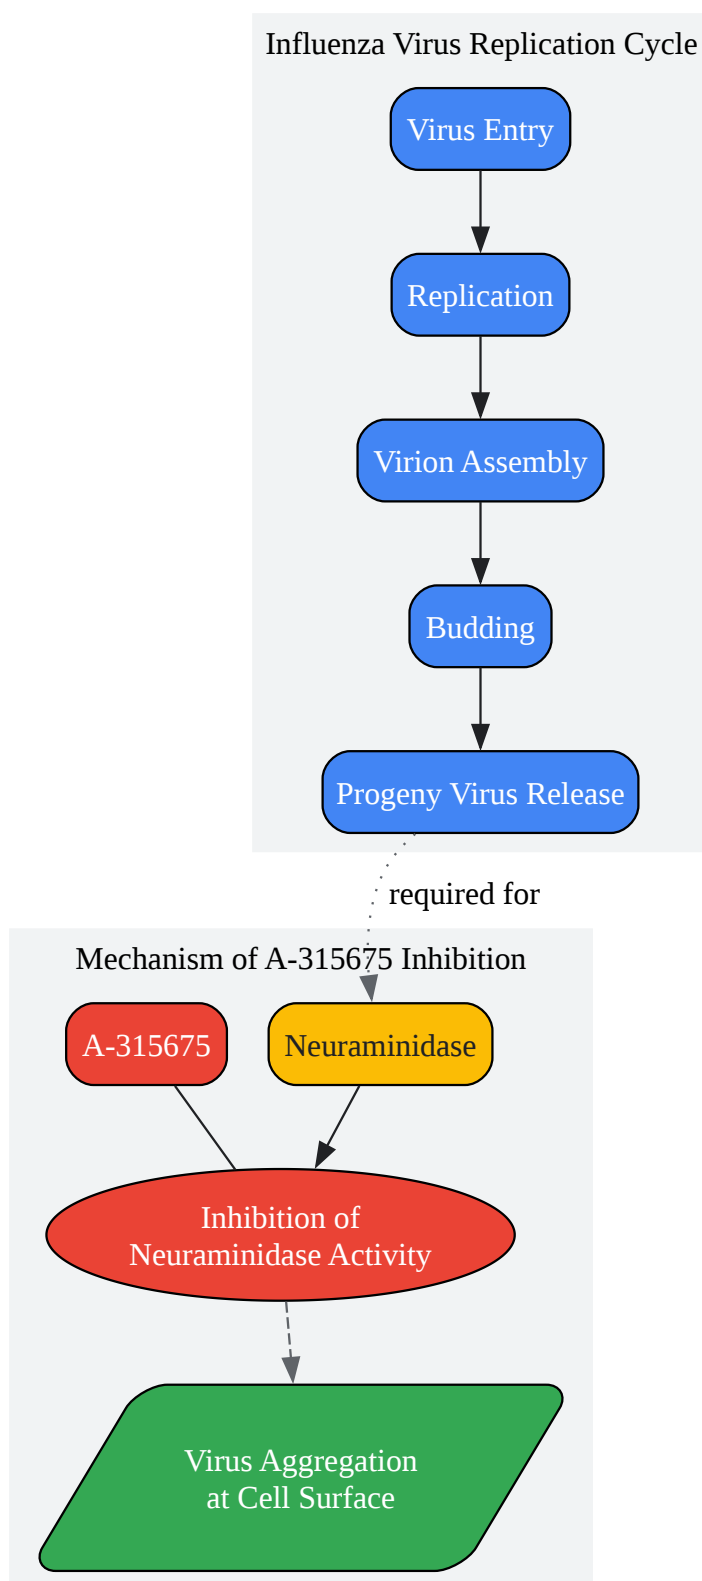 Influenza Virus Replication Cycle
Virus Entry
Replication
Virion Assembly
Budding
Progeny Virus Release
required for
Mechanism of A-315675 Inhibition
A-315675
Neuraminidase
Inhibition of
Neuraminidase Activity
Virus Aggregation
at Cell Surface